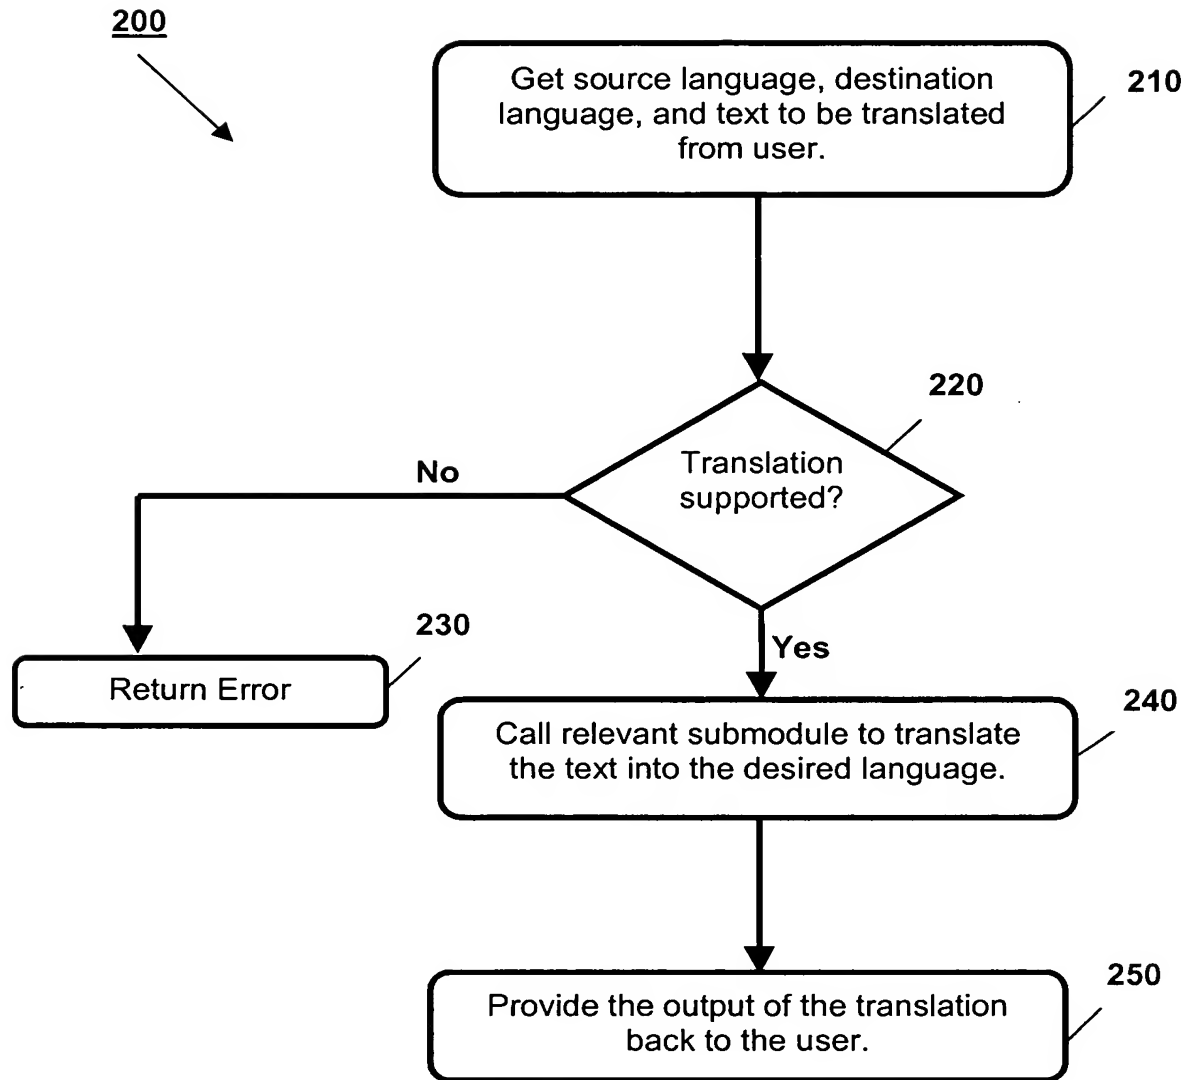 200
Get source language, destination
language, and text to be translated
from user.
210
220
Translation
supported?
No
Yes
230
Return Error
240
Call relevant submodule to translate
the text into the desired language.
250
Provide the output of the translation
back to the user.